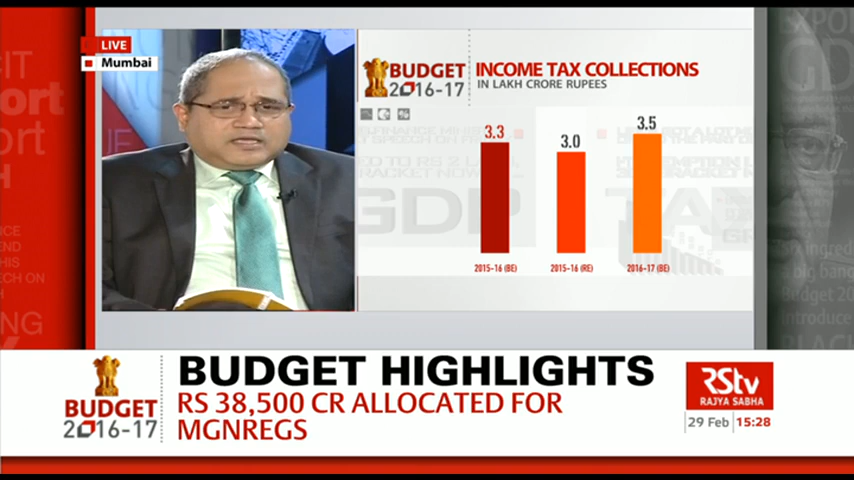 LIVE
Mumbai
BUDGET
2016-17
INCOME TAX COLLECTIONS
IN LAKH CRORE RUPEES
3.3
3.0
3.5
2015-16 (BE)
2015-16 (RE)
2016-17 (BE)
GDP
TAX
BUDGET
2016-17
BUDGET HIGHLIGHTS
RS 38,500 CR ALLOCATED FOR
MGNREGS
RStv
RAJYA SABHA
29 Feb
15:28